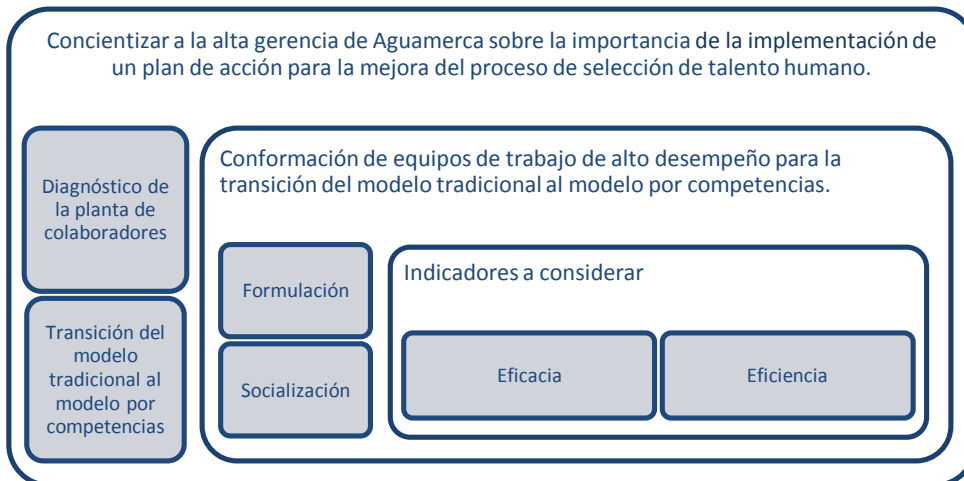 Concientizar a la alta gerencia de Aguamerca sobre la importancia de la implementación de
un plan de acción para la mejora del proceso de selección de talento humano.
Diagnóstico de
la planta de
colaboradores
Transición del
modelo
tradicional al
modelo por
competencias
Conformación de equipos de trabajo de alto desempeño para la
transición del modelo tradicional al modelo por competencias.
Formulación
Socialización
Indicadores a considerar
Eficacia
Eficiencia